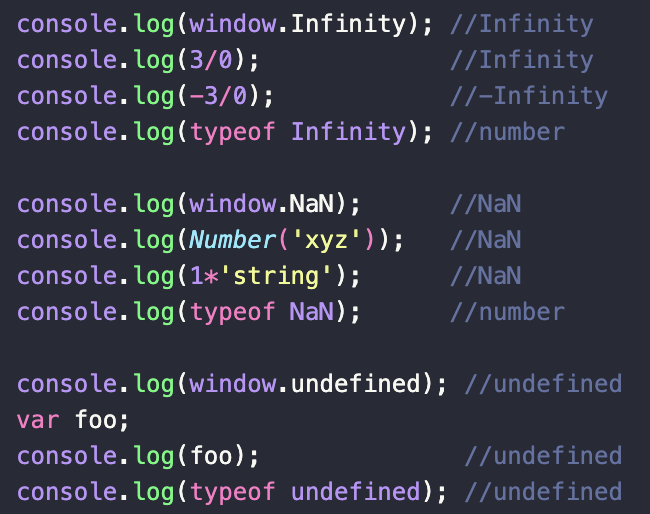 console.log(window.Infinity); //Infinity
console.log(3/0);             //Infinity
console.log(-3/0);            //-Infinity
console.log(typeof Infinity); //number

console.log(window.NaN);      //NaN
console.log(Number('xyz'));   //NaN
console.log(1*'string');      //NaN
console.log(typeof NaN);      //number

console.log(window.undefined); //undefined
var foo;
console.log(foo);              //undefined
console.log(typeof undefined); //undefined